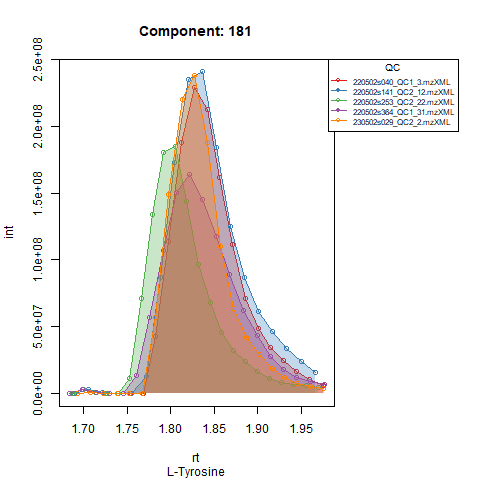 Component: 181
QC
220502s040_QC1_3.mzXML
220502s141_QC2_12.mzXML
220502s253_QC2_22.mzXML
220502s364_QC1_31.mzXML
230502s029_QC2_2.mzXML
int
2.5e+08
2.0e+08
1.5e+08
1.0e+08
5.0e+07
0.0e+00
1.70 1.75 1.80 1.85 1.90 1.95
rt
L-Tyrosine